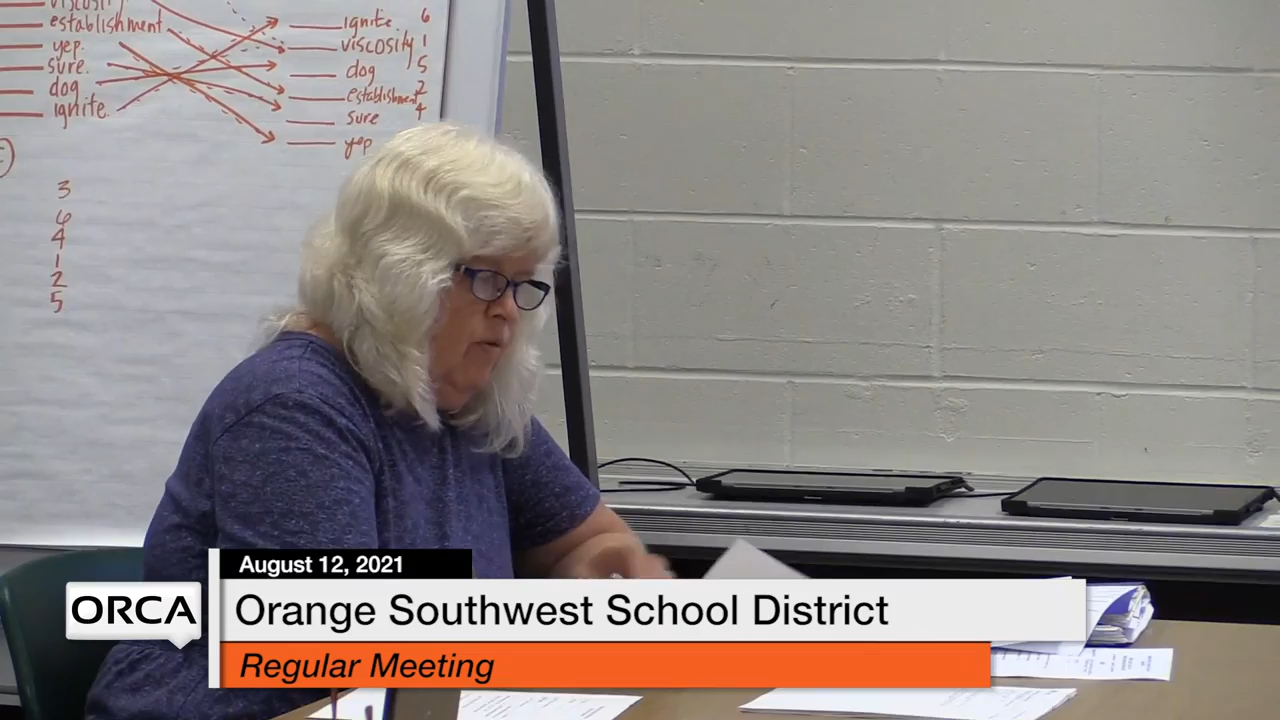 viscosity
establishment
yep.
sure.
dog
ignite.
ignite 6
viscosity 1
dog 5
establishment 2
sure 4
yep
3
6
4
1
2
5
August 12, 2021
ORCA
Orange Southwest School District
Regular Meeting